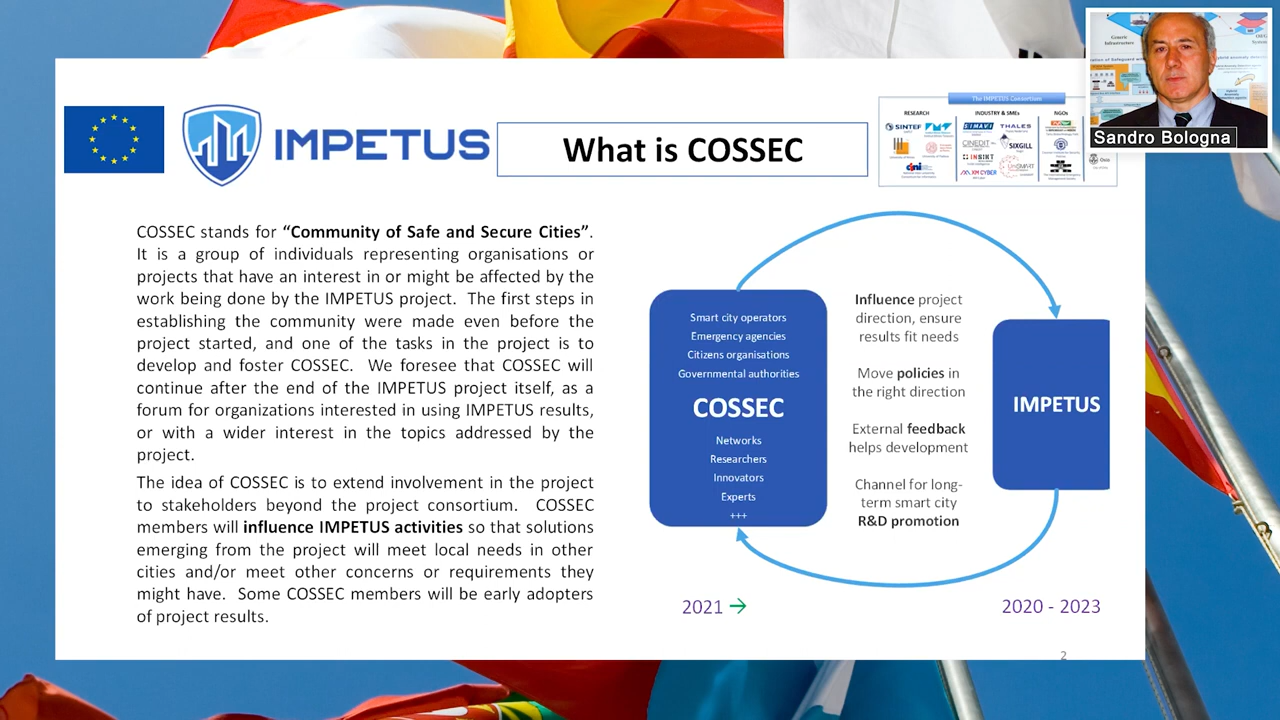 IMPETUS
What is COSSEC
The IMPETUS Consortium
RESEARCH
INDUSTRY & SMEs
NGOs
SINTEF
SIMAVI
THALES
CINEDIT
SIXGILL
INSIKT
UNISMART
XM CYBER
Oslo
Generic
Infrastructure
Sandro Bologna
COSSEC stands for “Community of Safe and Secure Cities”.
It is a group of individuals representing organisations or
projects that have an interest in or might be affected by the
work being done by the IMPETUS project. The first steps in
establishing the community were made even before the
project started, and one of the tasks in the project is to
develop and foster COSSEC. We foresee that COSSEC will
continue after the end of the IMPETUS project itself, as a
forum for organizations interested in using IMPETUS results,
or with a wider interest in the topics addressed by the
project.
The idea of COSSEC is to extend involvement in the project
to stakeholders beyond the project consortium. COSSEC
members will influence IMPETUS activities so that solutions
emerging from the project will meet local needs in other
cities and/or meet other concerns or requirements they
might have. Some COSSEC members will be early adopters
of project results.
Smart city operators
Emergency agencies
Citizens organisations
Governmental authorities
COSSEC
Networks
Researchers
Innovators
Experts
+++
Influence project
direction, ensure
results fit needs
Move policies in
the right direction
External feedback
helps development
Channel for long-
term smart city
R&D promotion
IMPETUS
2021
2020 - 2023
2